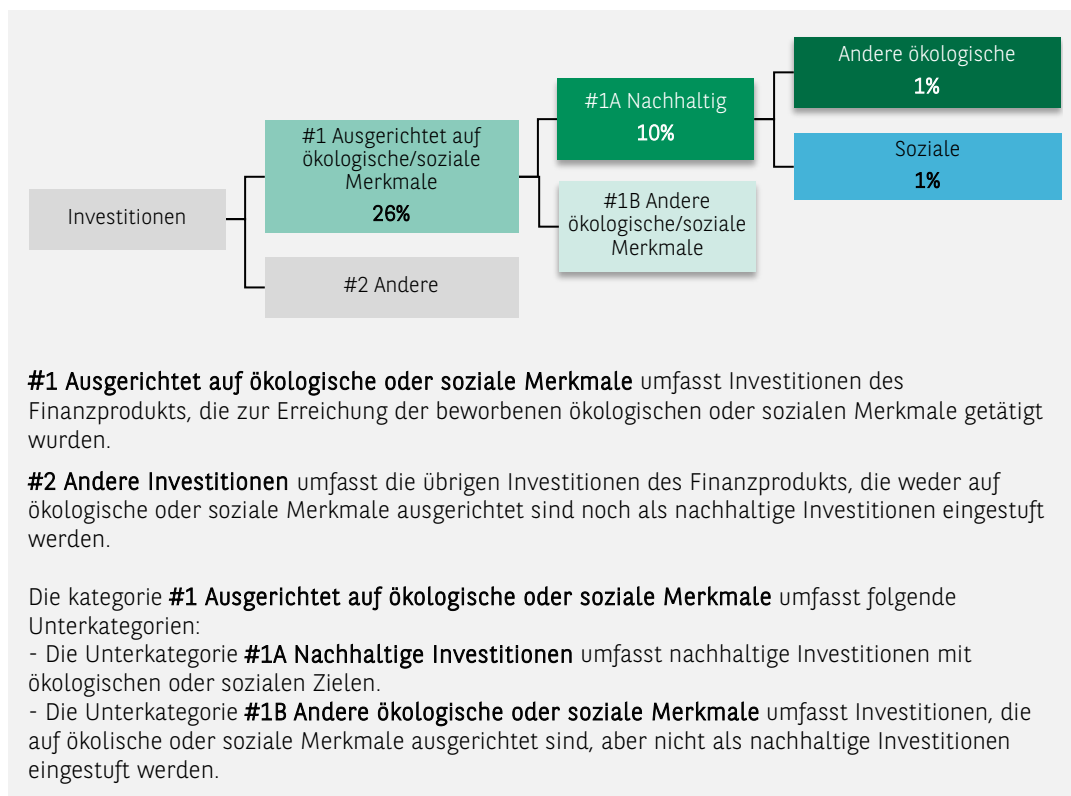 Investitionen
#1 Ausgerichtet auf
ökologische/soziale
Merkmale
26%
#2 Andere
#1A Nachhaltig
10%
#1B Andere
ökologische/soziale
Merkmale
Andere ökologische
1%
Soziale
1%
#1 Ausgerichtet auf ökologische oder soziale Merkmale umfasst Investitionen des
Finanzprodukts, die zur Erreichung der beworbenen ökologischen oder sozialen Merkmale getätigt
wurden.
#2 Andere Investitionen umfasst die übrigen Investitionen des Finanzprodukts, die weder auf
ökologische oder soziale Merkmale ausgerichtet sind noch als nachhaltige Investitionen eingestuft
werden.
Die kategorie #1 Ausgerichtet auf ökologische oder soziale Merkmale umfasst folgende
Unterkategorien:
- Die Unterkategorie #1A Nachhaltige Investitionen umfasst nachhaltige Investitionen mit
ökologischen oder sozialen Zielen.
- Die Unterkategorie #1B Andere ökologische oder soziale Merkmale umfasst Investitionen, die
auf ökolische oder soziale Merkmale ausgerichtet sind, aber nicht als nachhaltige Investitionen
eingestuft werden.